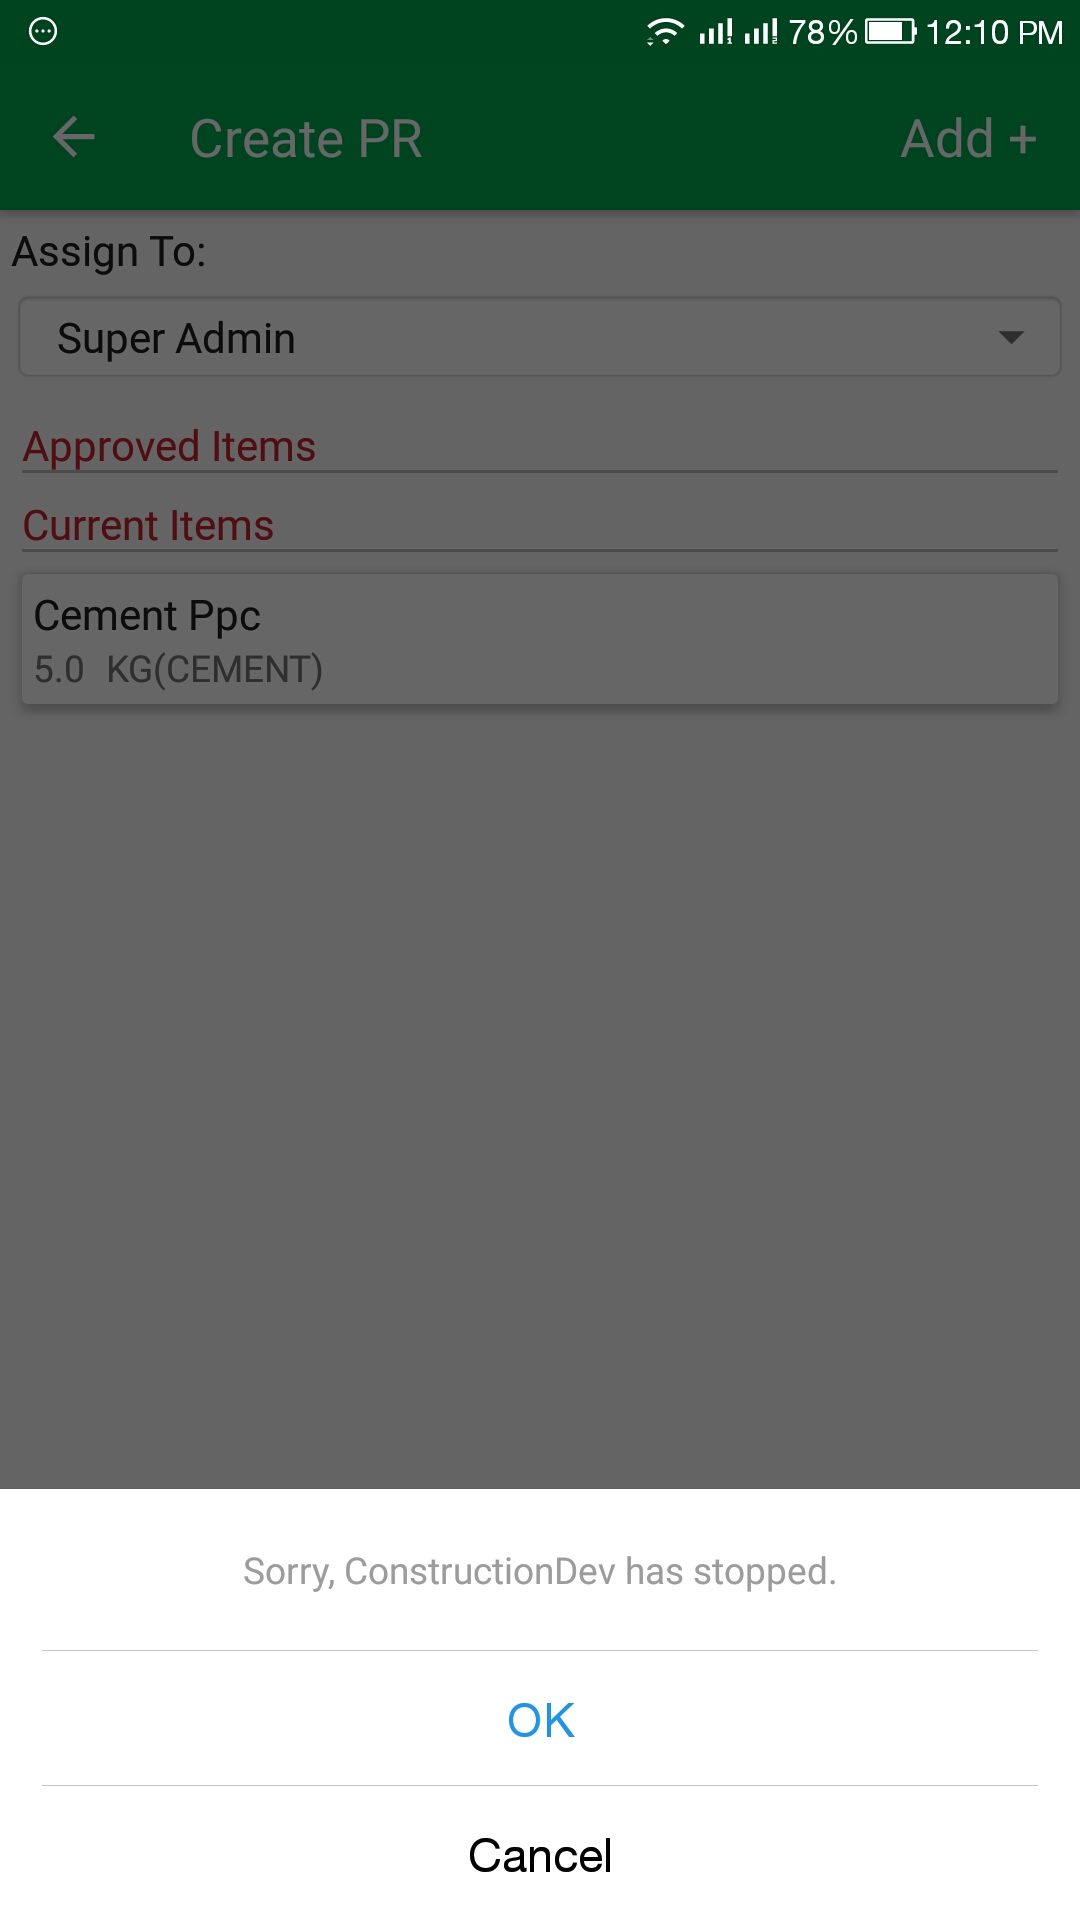 78% 12:10 PM
Create PR Add +
Assign To:
Super Admin
Approved Items
Current Items
Cement Ppc
5.0 KG(CEMENT)
Sorry, ConstructionDev has stopped.
OK
Cancel